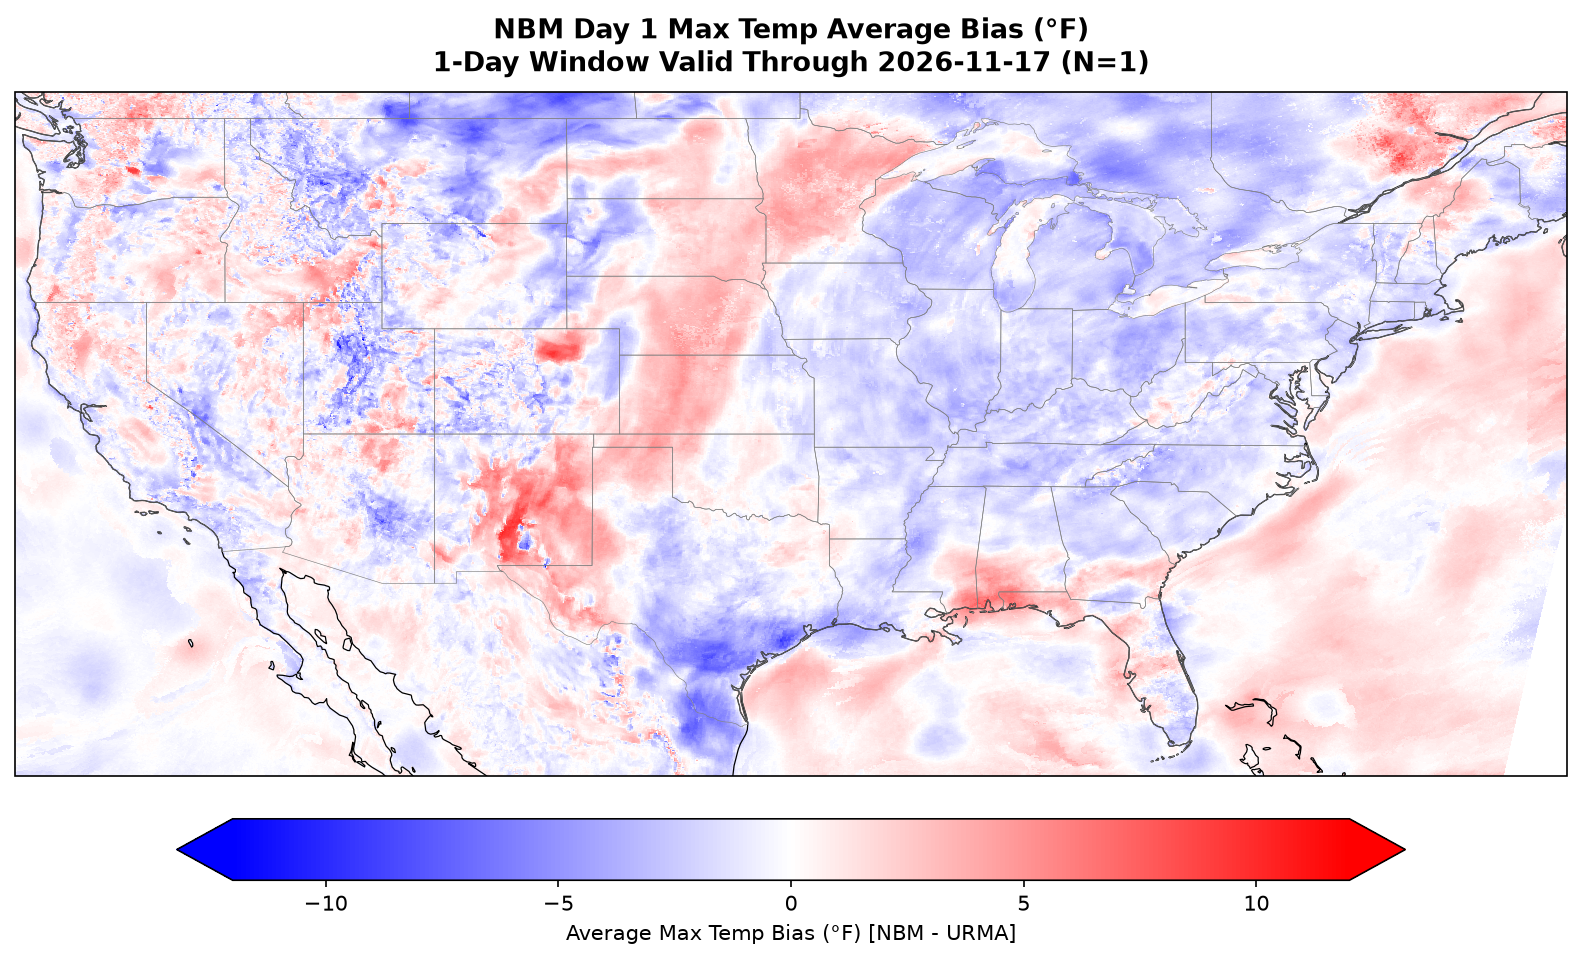 NBM Day 1 Max Temp Average Bias (°F)
1-Day Window Valid Through 2026-11-17 (N=1)
−10 −5 0 5 10
Average Max Temp Bias (°F) [NBM - URMA]